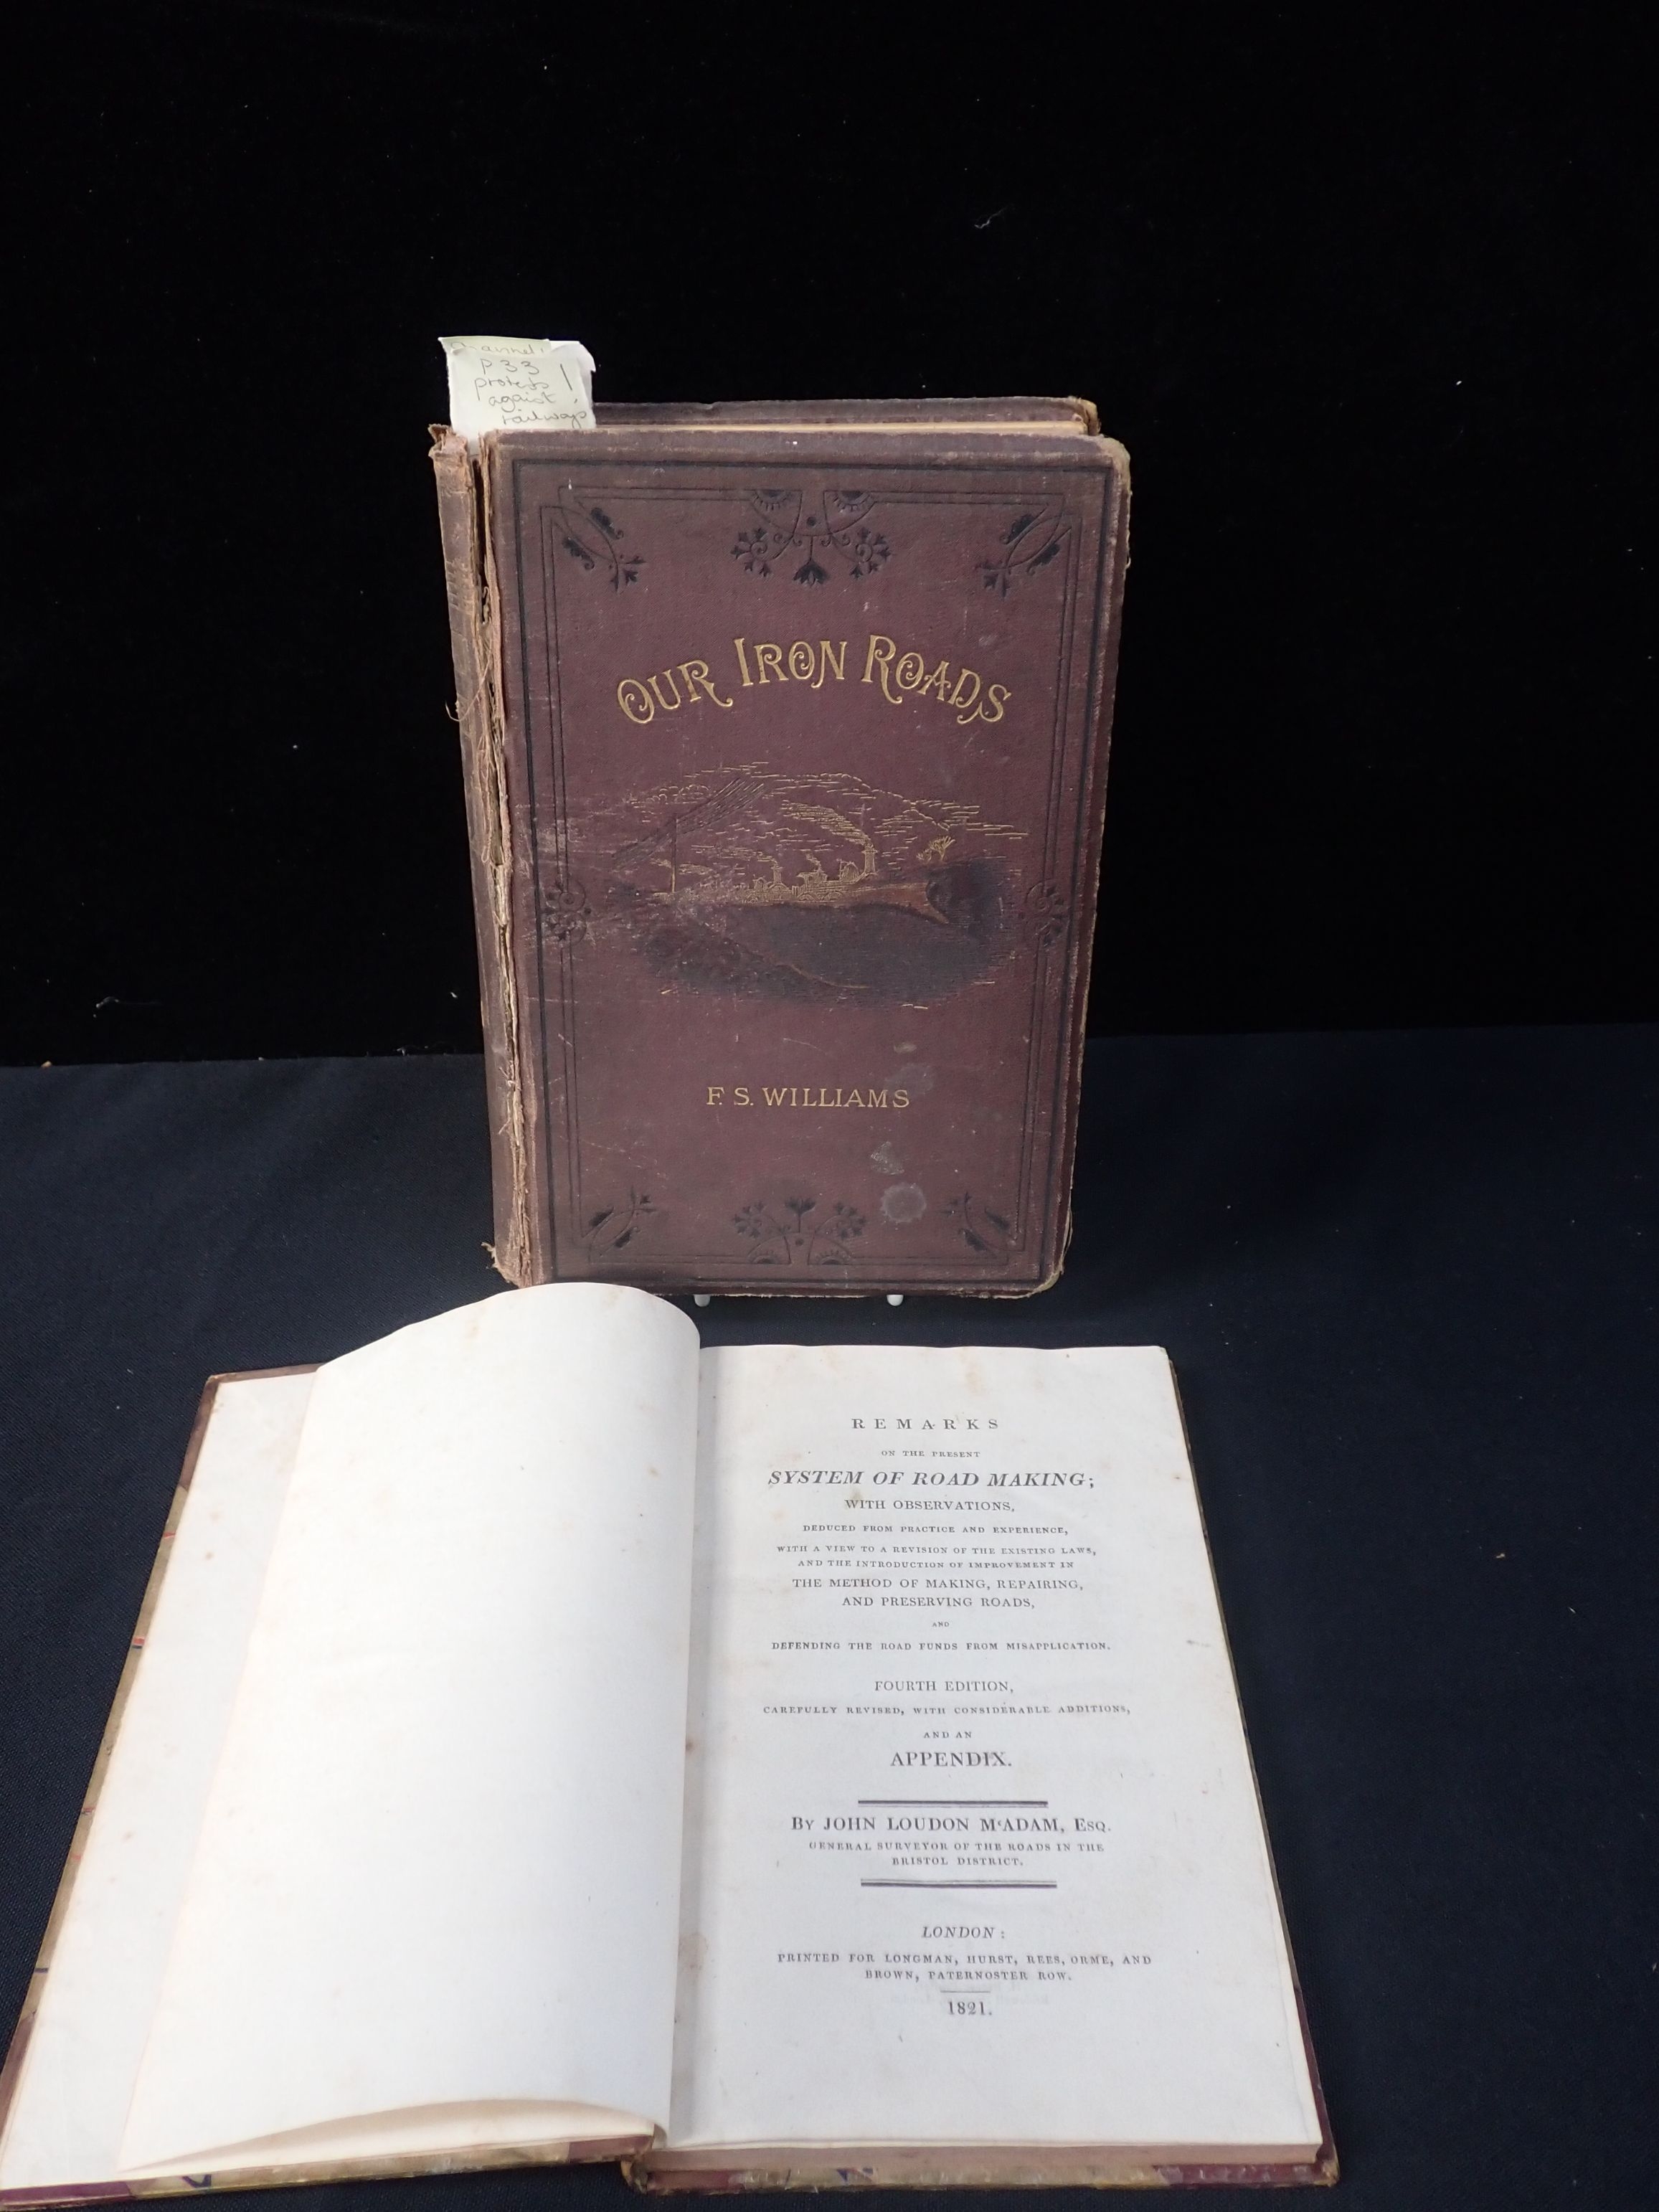 p 33
protests !
against
railways
OUR IRON ROADS
F. S. WILLIAMS
REMARKS
ON THE PRESENT
SYSTEM OF ROAD MAKING;
WITH OBSERVATIONS,
DEDUCED FROM PRACTICE AND EXPERIENCE,
WITH A VIEW TO A REVISION OF THE EXISTING LAWS,
AND THE INTRODUCTION OF IMPROVEMENT IN
THE METHOD OF MAKING, REPAIRING,
AND PRESERVING ROADS,
AND
DEFENDING THE ROAD FUNDS FROM MISAPPLICATION.
FOURTH EDITION,
CAREFULLY REVISED, WITH CONSIDERABLE ADDITIONS,
AND AN
APPENDIX.
BY JOHN LOUDON McADAM, ESQ.
GENERAL SURVEYOR OF THE ROADS IN THE
BRISTOL DISTRICT.
LONDON:
PRINTED FOR LONGMAN, HURST, REES, ORME, AND
BROWN, PATERNOSTER ROW.
1821.